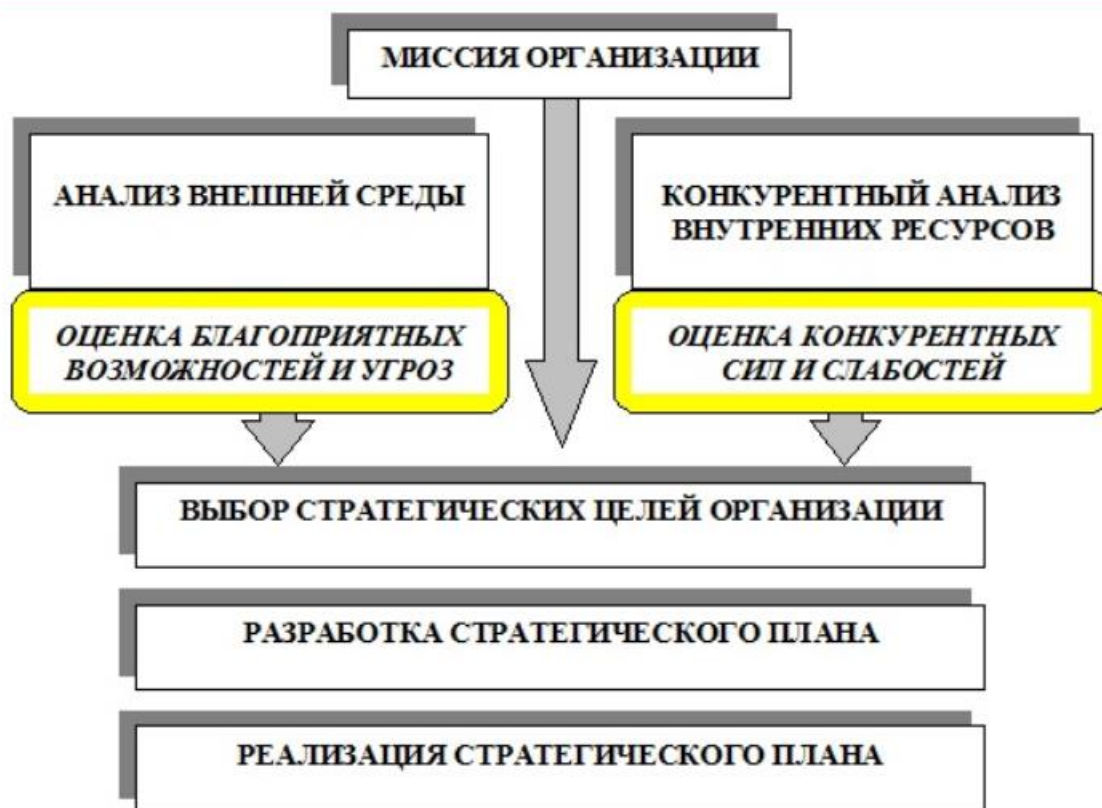 МИССИЯ ОРГАНИЗАЦИИ
АНАЛИЗ ВНЕШНЕЙ СРЕДЫ
ОЦЕНКА БЛАГОПРИЯТНЫХ
ВОЗМОЖНОСТЕЙ И УГРОЗ
КОНКУРЕНТНЫЙ АНАЛИЗ
ВНУТРЕННИХ РЕСУРСОВ
ОЦЕНКА КОНКУРЕНТНЫХ
СИЛ И СЛАБОСТЕЙ
ВЫБОР СТРАТЕГИЧЕСКИХ ЦЕЛЕЙ ОРГАНИЗАЦИИ
РАЗРАБОТКА СТРАТЕГИЧЕСКОГО ПЛАНА
РЕАЛИЗАЦИЯ СТРАТЕГИЧЕСКОГО ПЛАНА